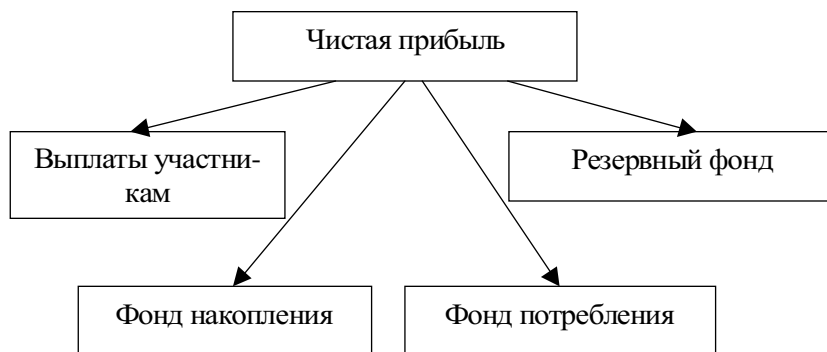 Чистая прибыль
Выплаты участни-
кам
Резервный фонд
Фонд накопления
Фонд потребления